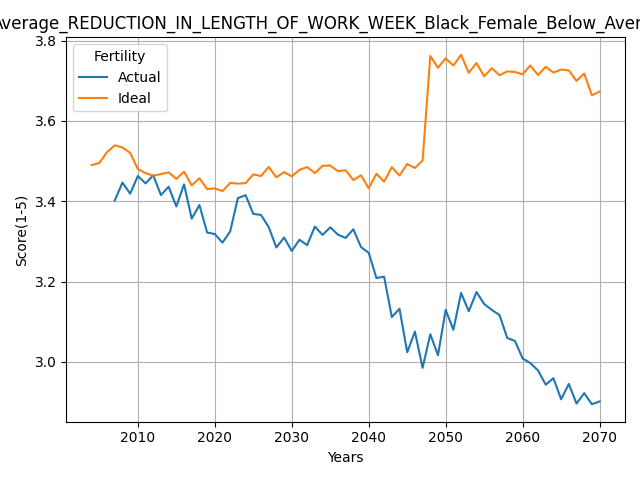 verage_REDUCTION_IN_LENGTH_OF_WORK_WEEK_Black_Female_Below_Aver
Fertility
Actual
Ideal
3.8
3.6
3.4
3.2
3.0
Score(1-5)
2010 2020 2030 2040 2050 2060 2070
Years